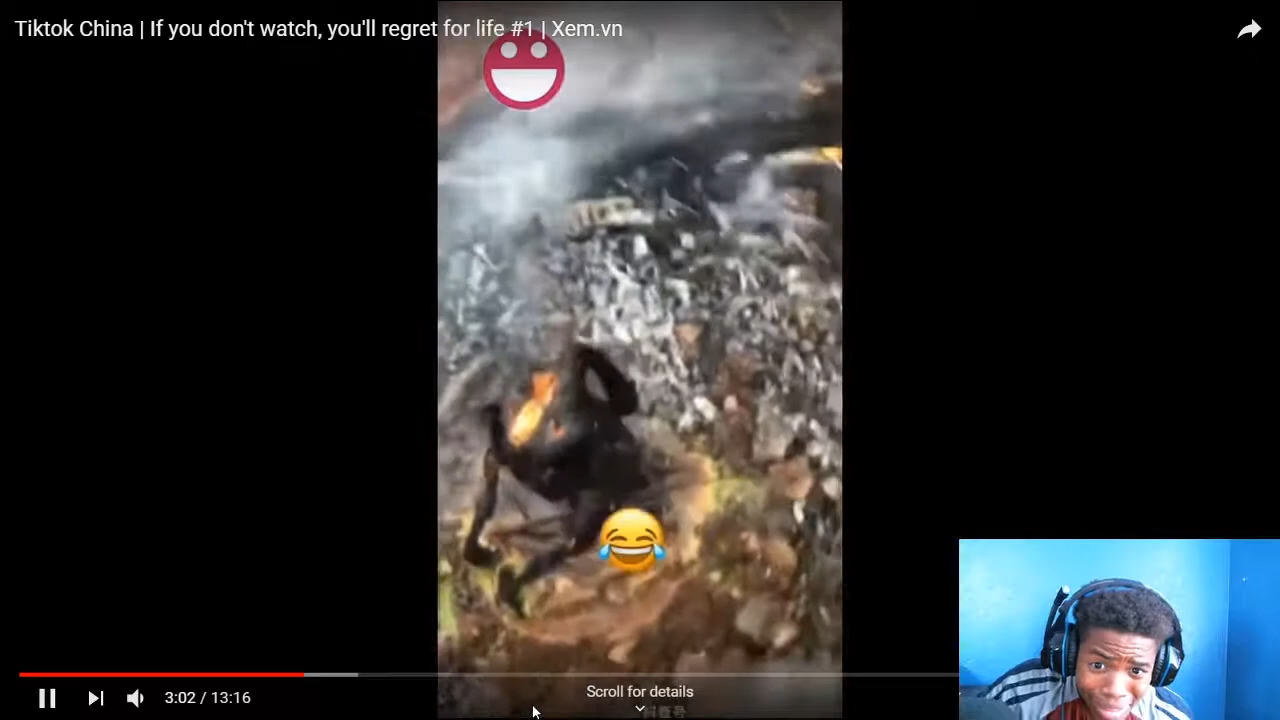 Tiktok China | If you don't watch, you'll regret for life #1 | Xem.vn
3:02 / 13:16
Scroll for details